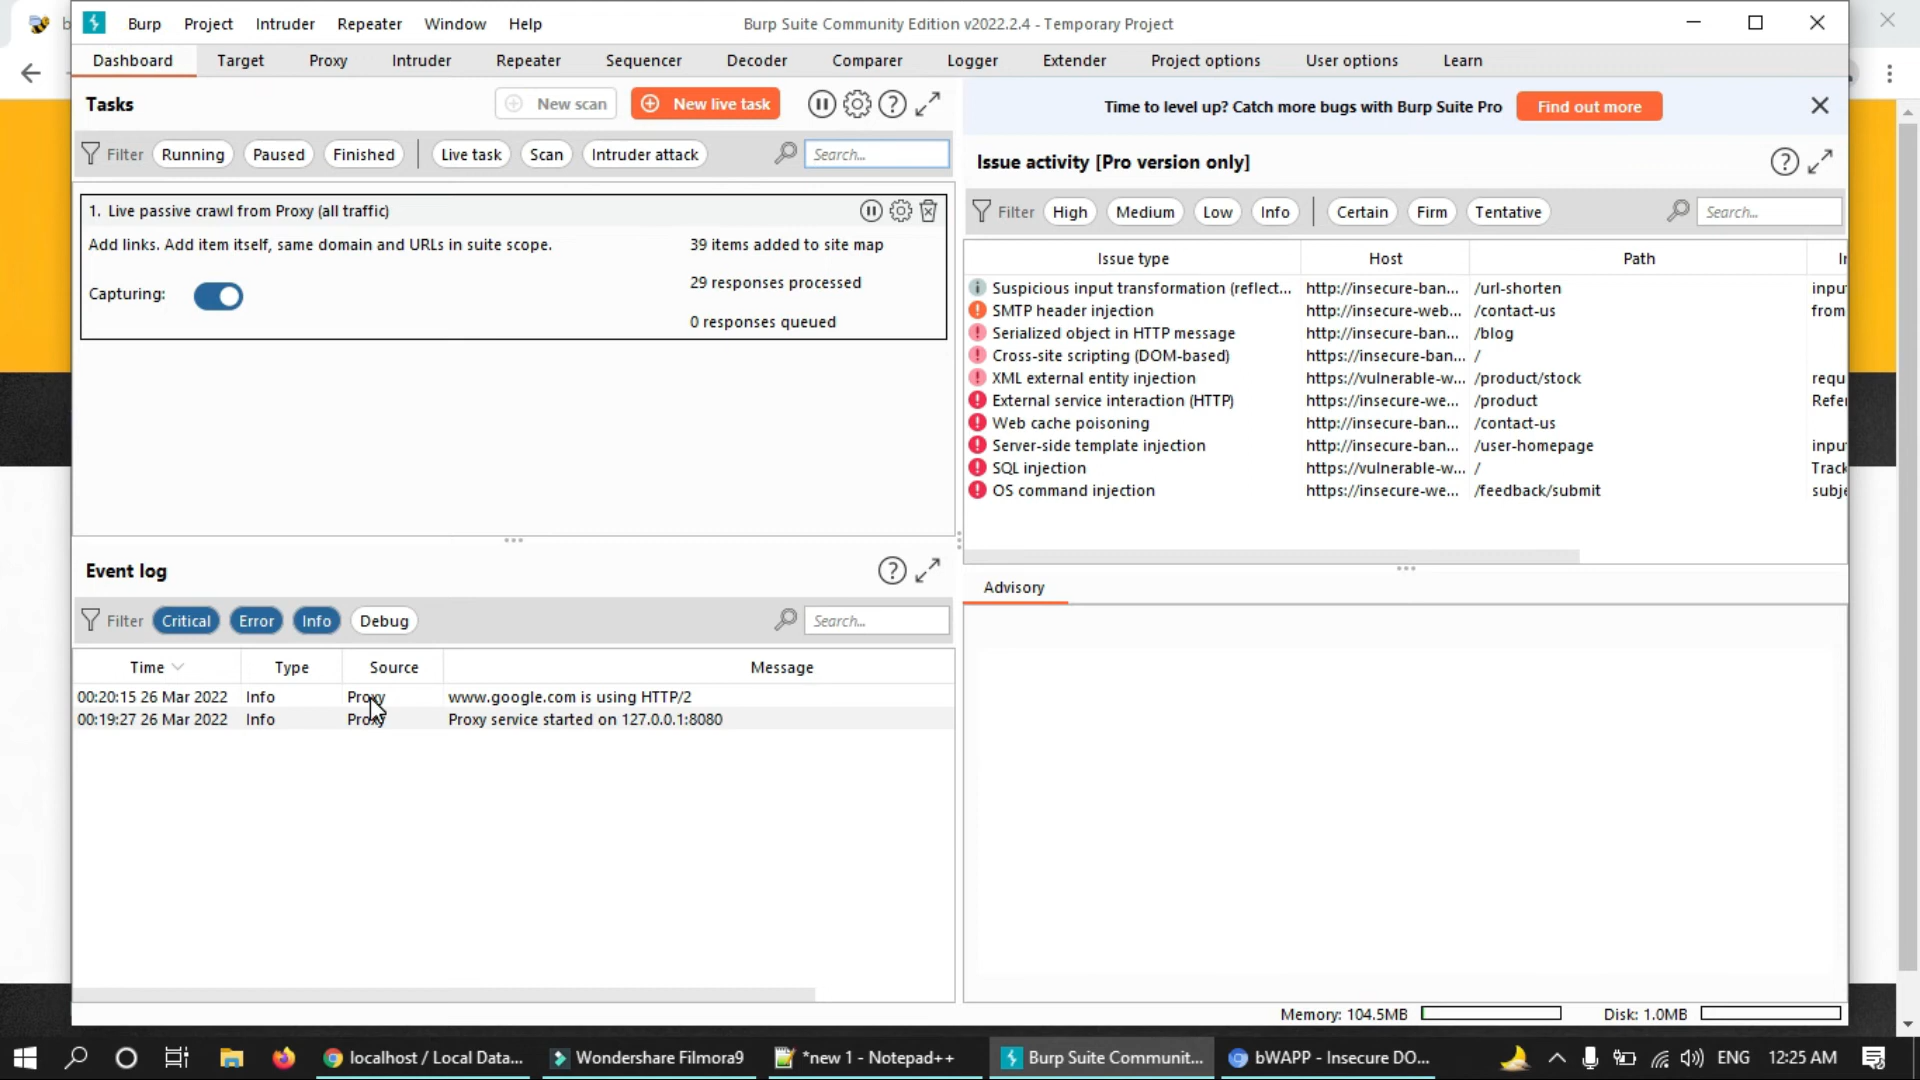 b
Burp Project Intruder Repeater Window Help
Burp Suite Community Edition v2022.2.4 - Temporary Project
Dashboard Target Proxy Intruder Repeater Sequencer Decoder Comparer Logger Extender Project options User options Learn
Tasks
New scan
New live task
Filter Running Paused Finished Live task Scan Intruder attack Search...
1. Live passive crawl from Proxy (all traffic)
Add links. Add item itself, same domain and URLs in suite scope.
39 items added to site map
Capturing:
29 responses processed
0 responses queued
Event log
Filter Critical Error Info Debug Search...
Time Type Source Message
00:20:15 26 Mar 2022 Info Proxy www.google.com is using HTTP/2
00:19:27 26 Mar 2022 Info Proxy Proxy service started on 127.0.0.1:8080
Time to level up? Catch more bugs with Burp Suite Pro
Find out more
Issue activity [Pro version only]
Filter High Medium Low Info Certain Firm Tentative Search...
Issue type Host Path
Suspicious input transformation (reflect... http://insecure-ban... /url-shorten inpu
SMTP header injection http://insecure-web... /contact-us from
Serialized object in HTTP message http://insecure-ban... /blog
Cross-site scripting (DOM-based) https://insecure-ban... /
XML external entity injection https://vulnerable-w... /product/stock requ
External service interaction (HTTP) https://insecure-we... /product Refe
Web cache poisoning http://insecure-ban... /contact-us
Server-side template injection http://insecure-ban... /user-homepage inpu
SQL injection https://vulnerable-w... / Track
OS command injection https://insecure-we... /feedback/submit subje
Advisory
Memory: 104.5MB
Disk: 1.0MB
localhost / Local Data...
Wondershare Filmora9
*new 1 - Notepad++
Burp Suite Communit...
bWAPP - Insecure DO...
ENG
12:25 AM